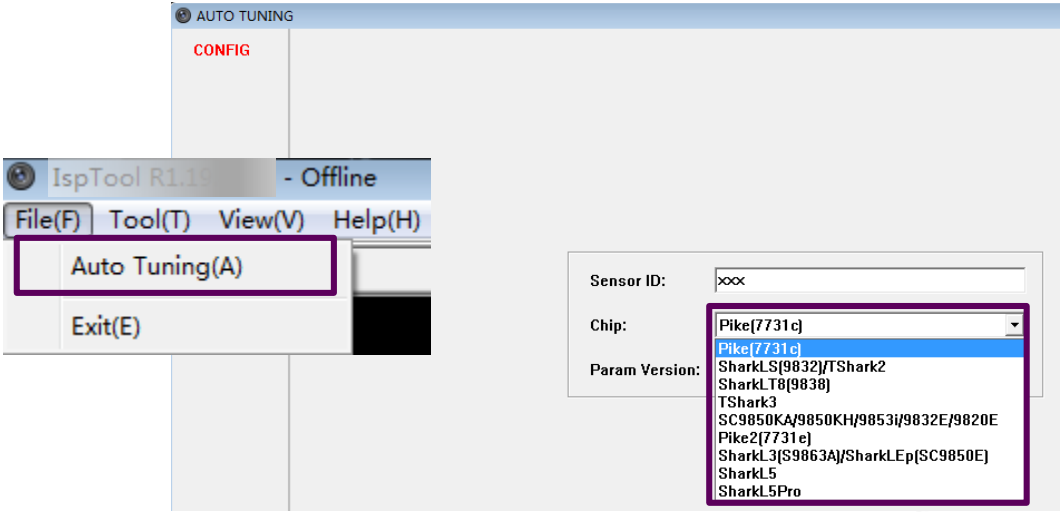 AUTO TUNING
CONFIG
IspTool R1.19 - Offline
File(F) Tool(T) View(V) Help(H)
Auto Tuning(A)
Exit(E)
Sensor ID: xxx
Chip: Pike(7731c)
Pike(7731c)
SharkLS(9832)/TShark2
SharkLT8(9838)
TShark3
SC9850KA/9850KH/9853i/9832E/9820E
Pike2(7731e)
SharkL3(S9863A)/SharkLEp(SC9850E)
SharkL5
SharkL5Pro
Param Version: